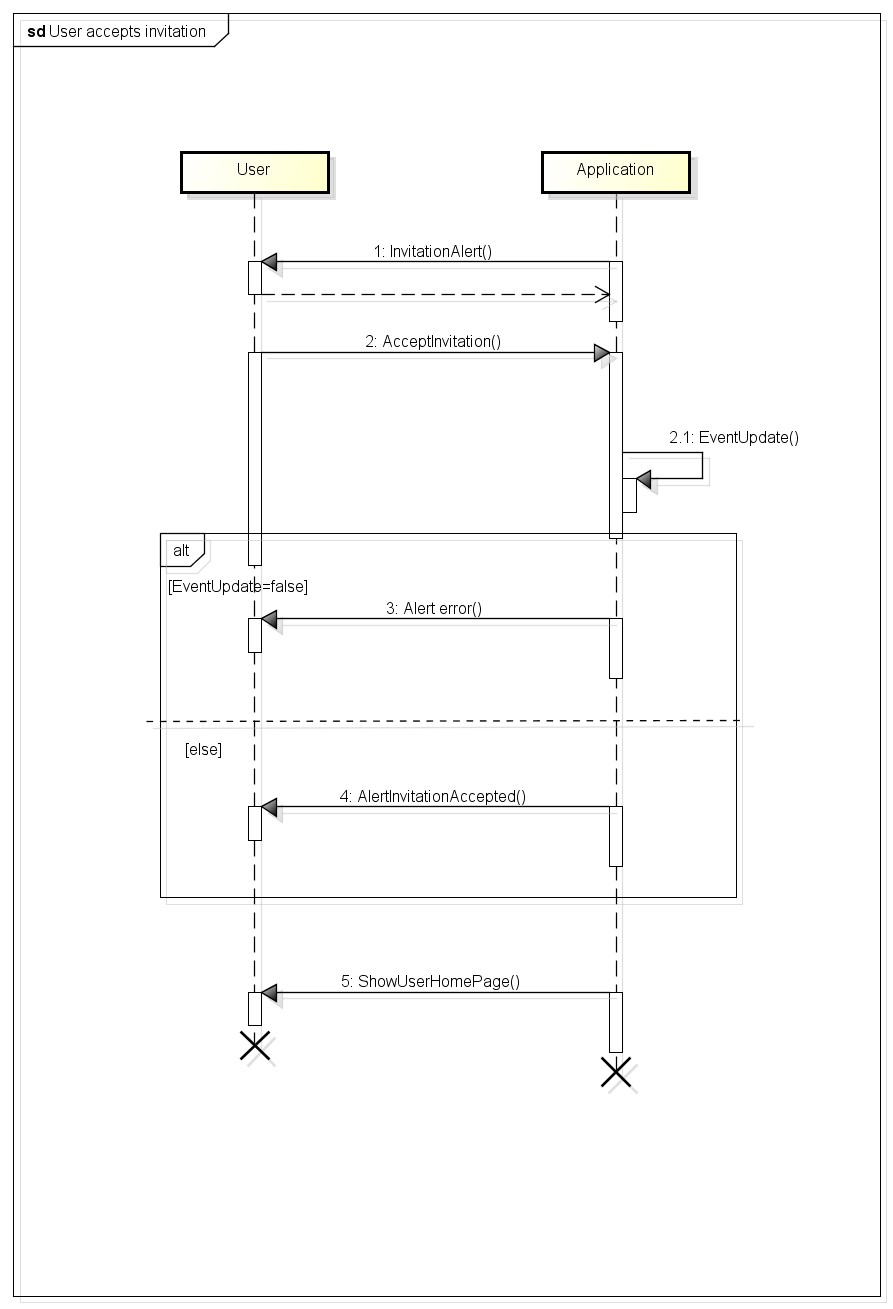 sd User accepts invitation
User
Application
1: InvitationAlert()
2: AcceptInvitation()
2.1: EventUpdate()
alt
[EventUpdate=false]
3: Alert error()
[else]
4: AlertInvitationAccepted()
5: ShowUserHomePage()